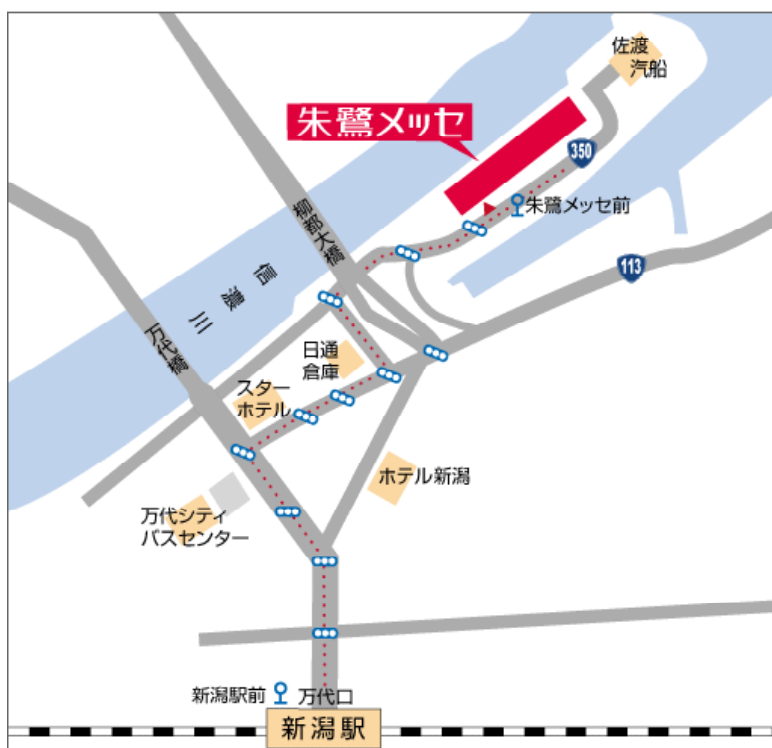 佐渡
汽船
朱鷺メッセ
350
朱鷺メッセ前
柳都大橋
113
信濃川
万代橋
日通
倉庫
スター
ホテル
ホテル新潟
万代シティ
バスセンター
新潟駅前
万代口
新潟駅